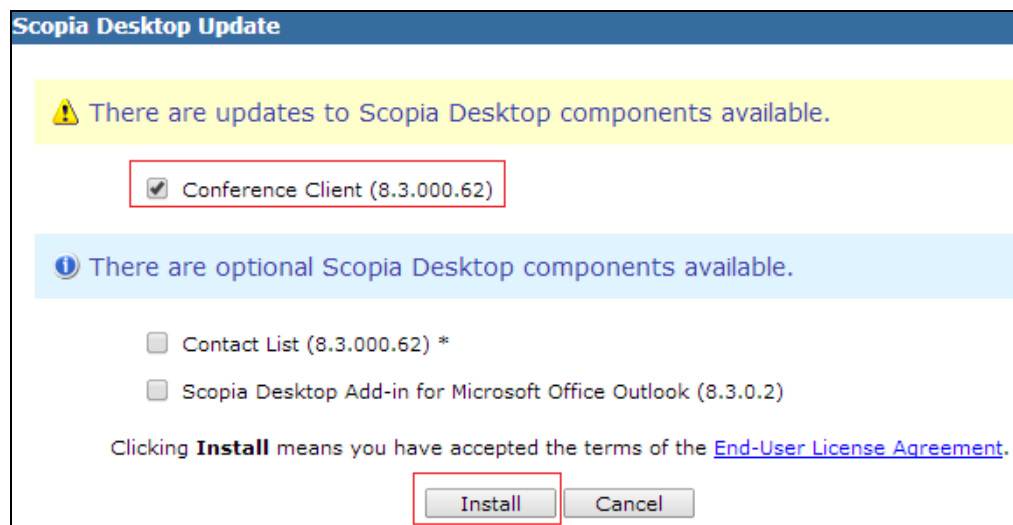 Scopia Desktop Update
There are updates to Scopia Desktop components available.
Conference Client (8.3.000.62)
There are optional Scopia Desktop components available.
Contact List (8.3.000.62) *
Scopia Desktop Add-in for Microsoft Office Outlook (8.3.0.2)
Clicking Install means you have accepted the terms of the End-User License Agreement.
Install Cancel